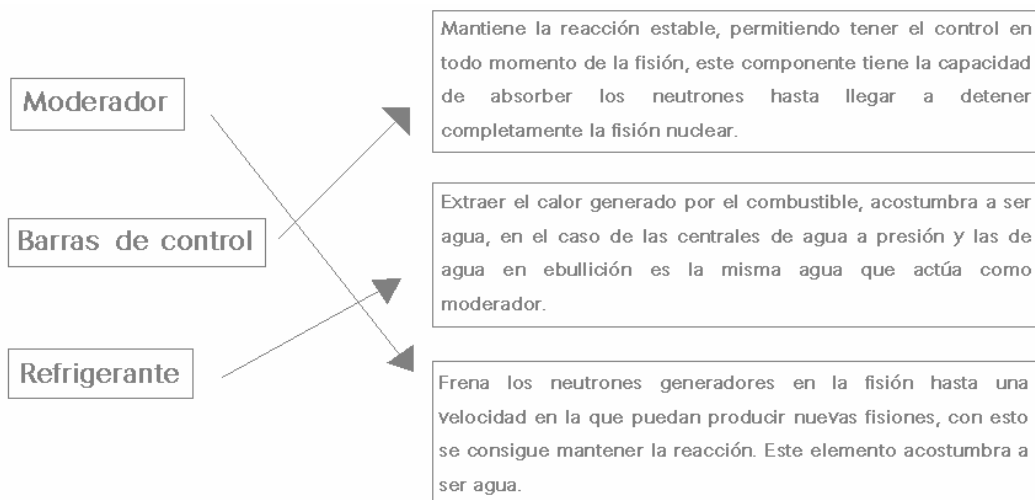 Moderador
Barras de control
Refrigerante
Mantiene la reacción estable, permitiendo tener el control en
todo momento de la fisión, este componente tiene la capacidad
de absorber los neutrones hasta llegar a detener
completamente la fisión nuclear.
Extraer el calor generado por el combustible, acostumbra a ser
agua, en el caso de las centrales de agua a presión y las de
agua en ebullición es la misma agua que actúa como
moderador.
Frena los neutrones generadores en la fisión hasta una
velocidad en la que puedan producir nuevas fisiones, con esto
se consigue mantener la reacción. Este elemento acostumbra a
ser agua.